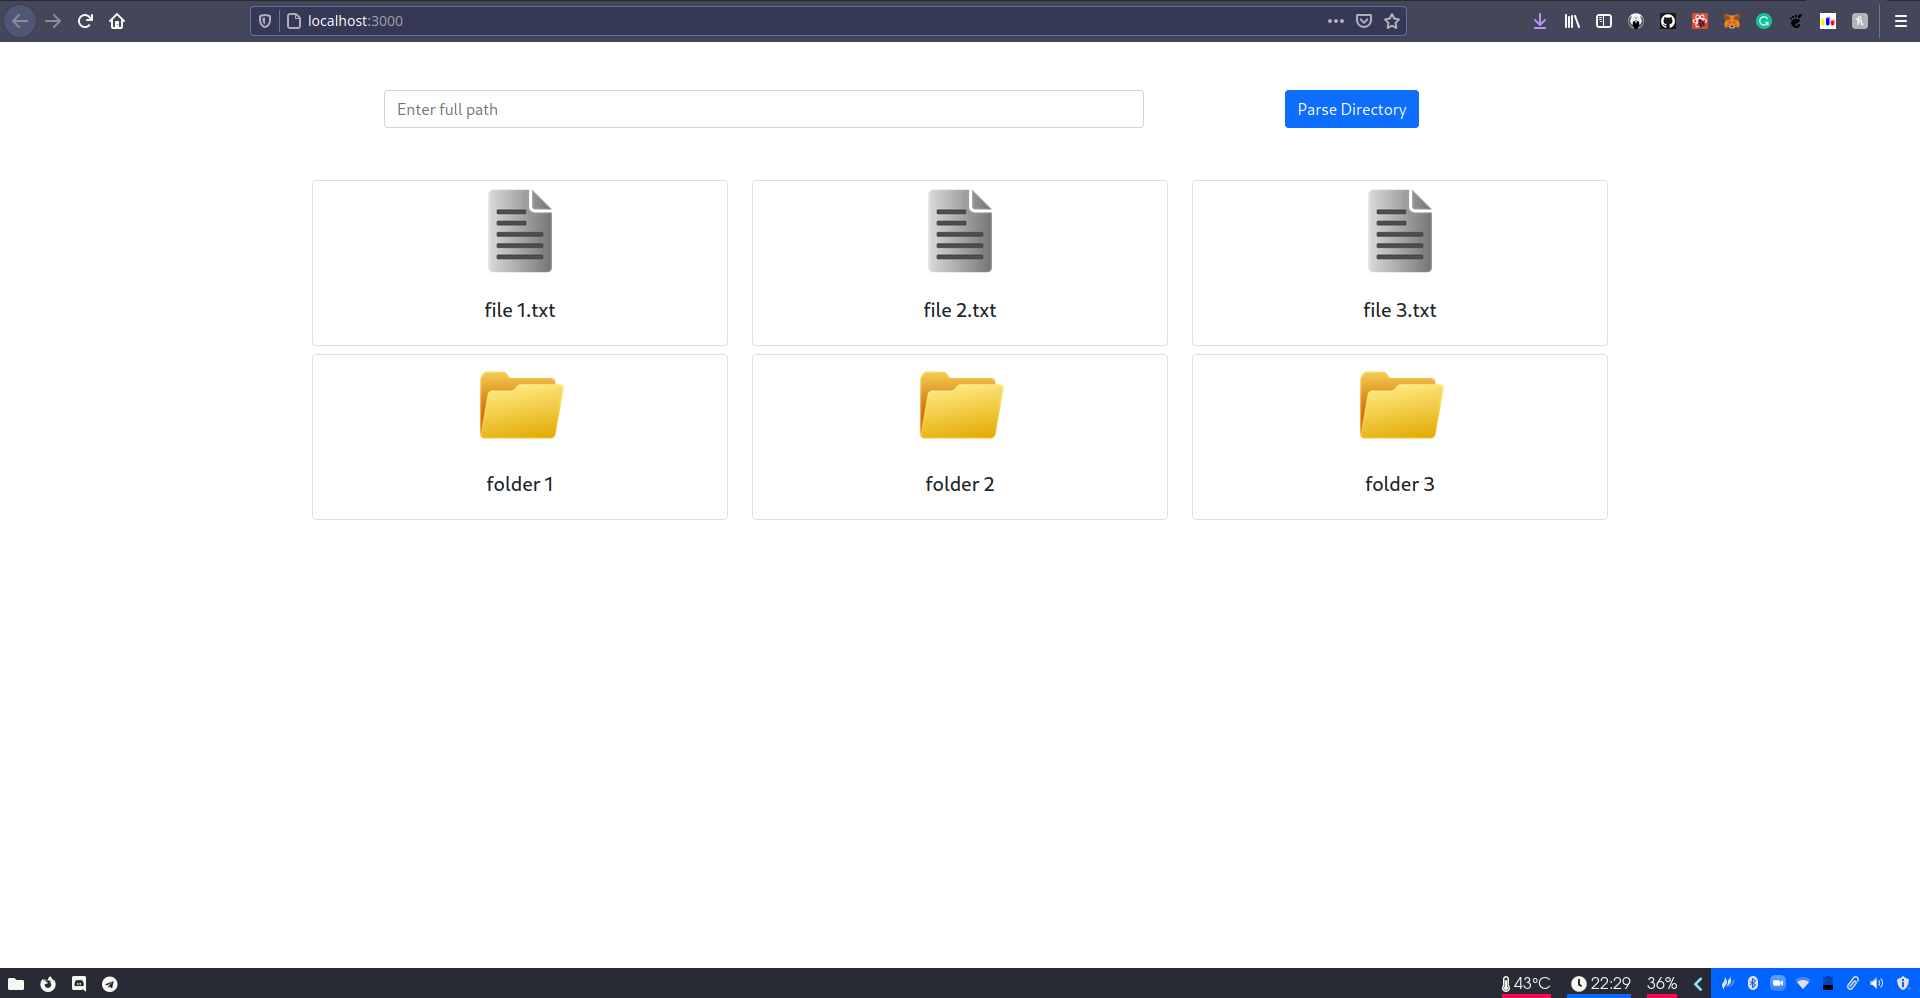 localhost:3000
Enter full path
Parse Directory
file 1.txt
file 2.txt
file 3.txt
folder 1
folder 2
folder 3
43°C
22:29
36%